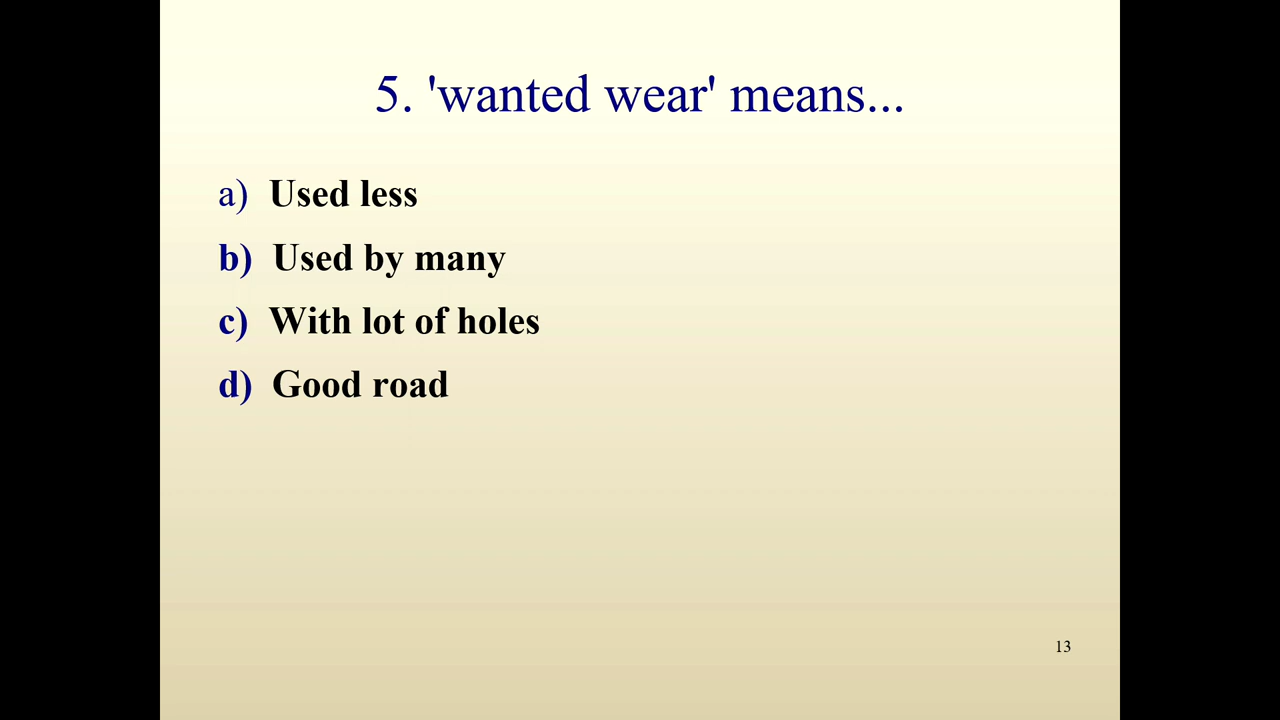 5. 'wanted wear' means...
a) Used less
b) Used by many
c) With lot of holes
d) Good road
13